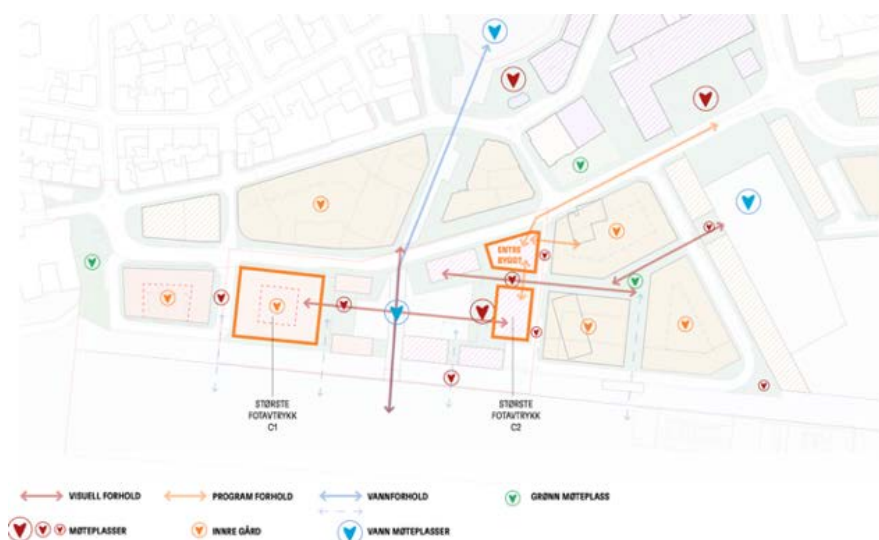 ENTRE
BYGGT
STØRSTE
FOTAVTRYKK
C1
STØRSTE
FOTAVTRYKK
C2
VISUELL FORHOLD
PROGRAM FORHOLD
VANNFORHOLD
GRØNN MØTEPLASS
MØTEPLASSER
INNRE GÅRD
VANN MØTEPLASSER